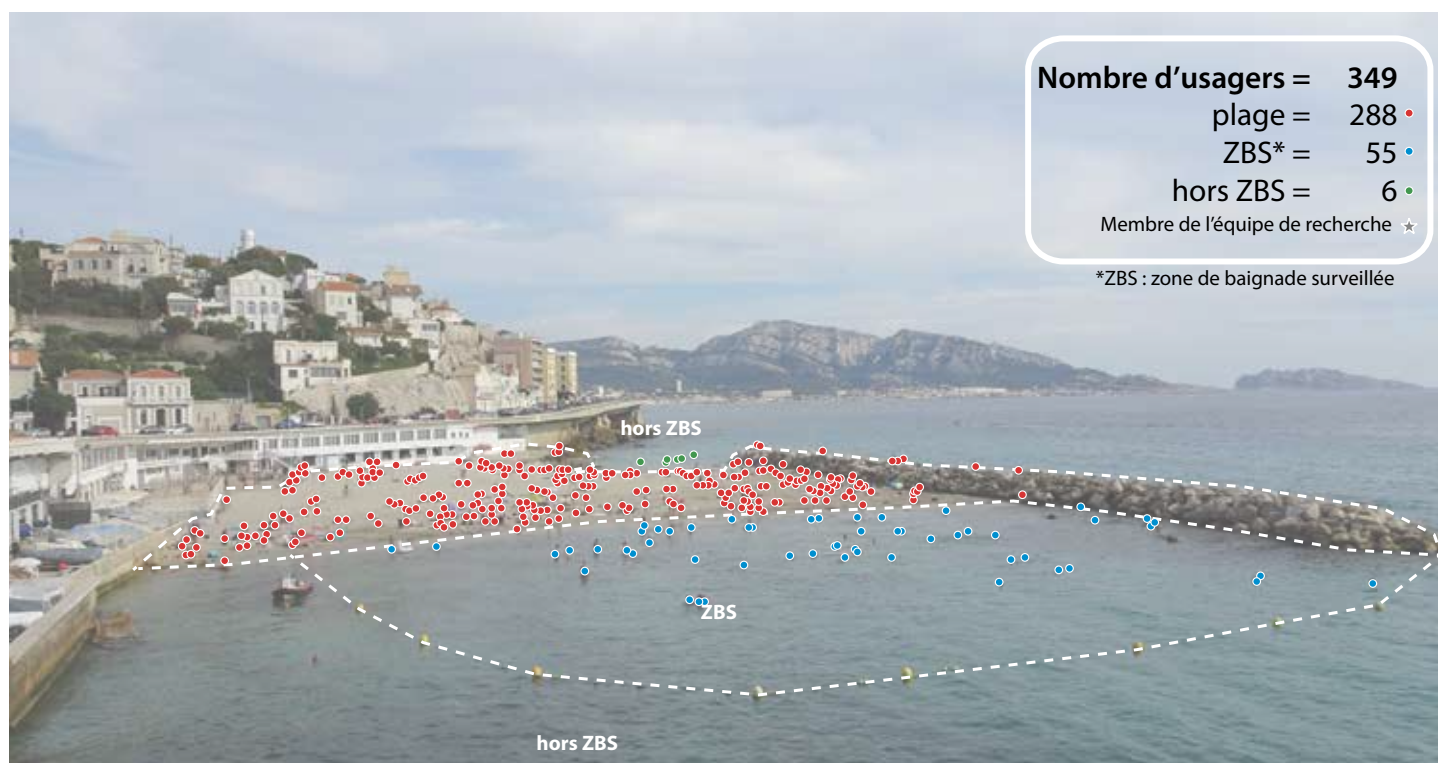 Nombre d'usagers = 349
plage = 288
ZBS* = 55
hors ZBS = 6
Membre de l'équipe de recherche
*ZBS : zone de baignade surveillée
hors ZBS
ZBS
hors ZBS